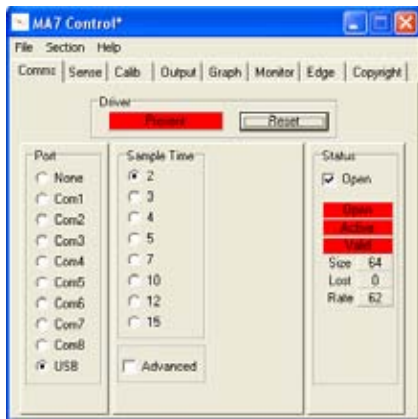 MA7 Control*
File Section Help
Comms Sense Calib Output Graph Monitor Edge Copyright
Driver
Present Reset
Port
None
Com1
Com2
Com3
Com4
Com5
Com6
Com7
Com8
USB
Sample Time
2
3
4
5
7
10
12
15
Advanced
Status
Open
Open
Active
Valid
Size 64
Lost 0
Rate 62